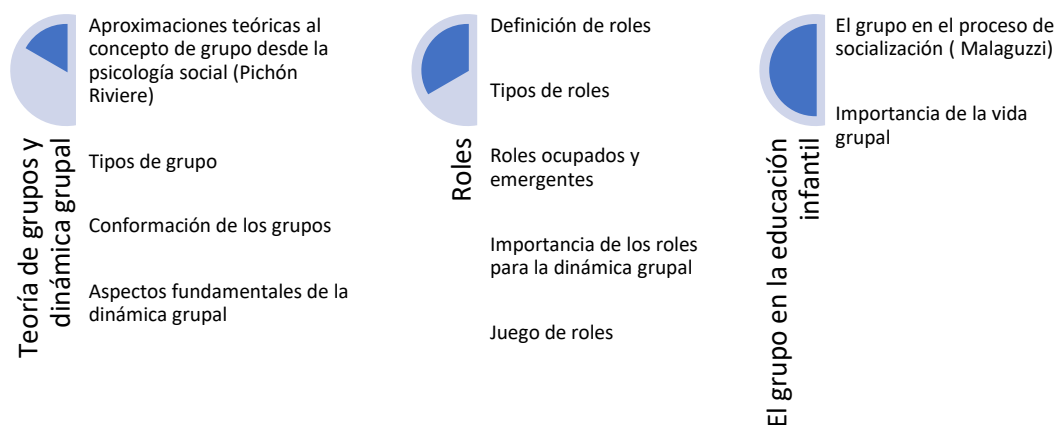 Teoría de grupos y
dinámica grupal
Aproximaciones teóricas al
concepto de grupo desde la
psicología social (Pichón
Riviere)
Tipos de grupo
Conformación de los grupos
Aspectos fundamentales de la
dinámica grupal
Roles
Definición de roles
Tipos de roles
Roles ocupados y
emergentes
Importancia de los roles
para la dinámica grupal
Juego de roles
El grupo en la educación
infantil
El grupo en el proceso de
socialización ( Malaguzzi)
Importancia de la vida
grupal